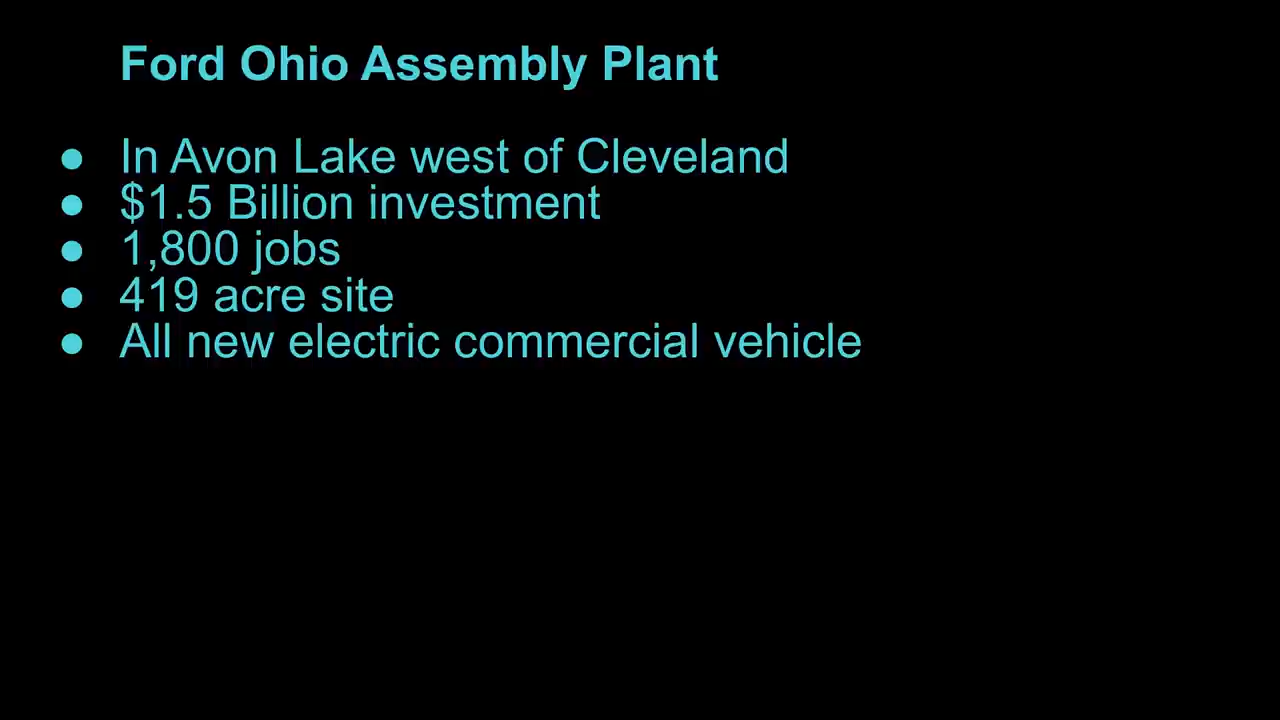 Ford Ohio Assembly Plant
● In Avon Lake west of Cleveland
● $1.5 Billion investment
● 1,800 jobs
● 419 acre site
● All new electric commercial vehicle